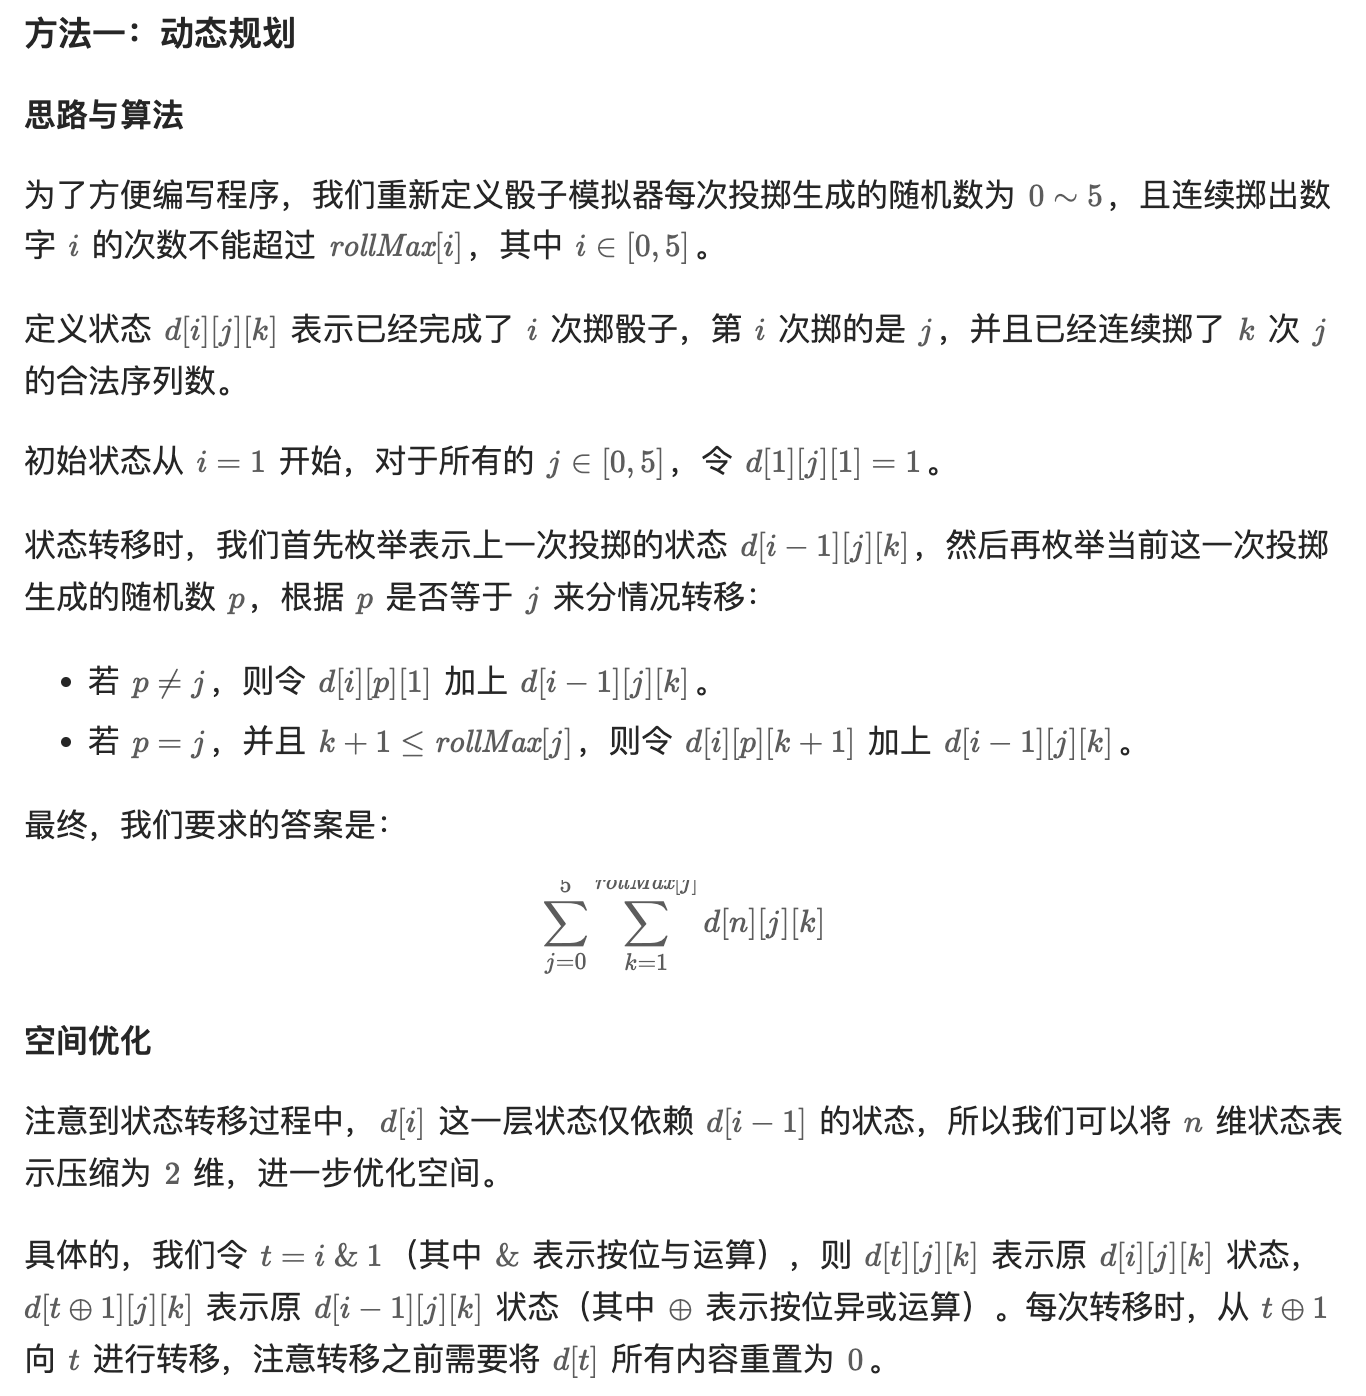 方法一：动态规划
思路与算法
为了方便编写程序，我们重新定义骰子模拟器每次投掷生成的随机数为 0 ∼ 5，且连续掷出数
字 i 的次数不能超过 rollMax[i]，其中 i ∈ [0, 5]。
定义状态 d[i][j][k] 表示已经完成了 i 次掷骰子，第 i 次掷的是 j，并且已经连续掷了 k 次 j
的合法序列数。
初始状态从 i = 1 开始，对于所有的 j ∈ [0, 5]，令 d[1][j][1] = 1。
状态转移时，我们首先枚举表示上一次投掷的状态 d[i − 1][j][k]，然后再枚举当前这一次投掷
生成的随机数 p，根据 p 是否等于 j 来分情况转移：
• 若 p ≠ j，则令 d[i][p][1] 加上 d[i − 1][j][k]。
• 若 p = j，并且 k + 1 ≤ rollMax[j]，则令 d[i][p][k + 1] 加上 d[i − 1][j][k]。
最终，我们要求的答案是：
5 rollMax[j]
∑ ∑ d[n][j][k]
j=0 k=1
空间优化
注意到状态转移过程中，d[i] 这一层状态仅依赖 d[i − 1] 的状态，所以我们可以将 n 维状态表
示压缩为 2 维，进一步优化空间。
具体的，我们令 t = i & 1（其中 & 表示按位与运算），则 d[t][j][k] 表示原 d[i][j][k] 状态，
d[t ⊕ 1][j][k] 表示原 d[i − 1][j][k] 状态（其中 ⊕ 表示按位异或运算）。每次转移时，从 t ⊕ 1
向 t 进行转移，注意转移之前需要将 d[t] 所有内容重置为 0。